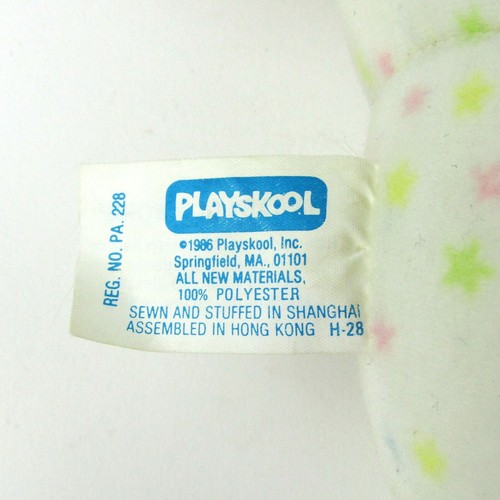 PLAYSKOOL
©1986 Playskool, Inc.
Springfield, MA., 01101
ALL NEW MATERIALS,
100% POLYESTER
SEWN AND STUFFED IN SHANGHAI
ASSEMBLED IN HONG KONG H-28
REG. NO. PA. 228